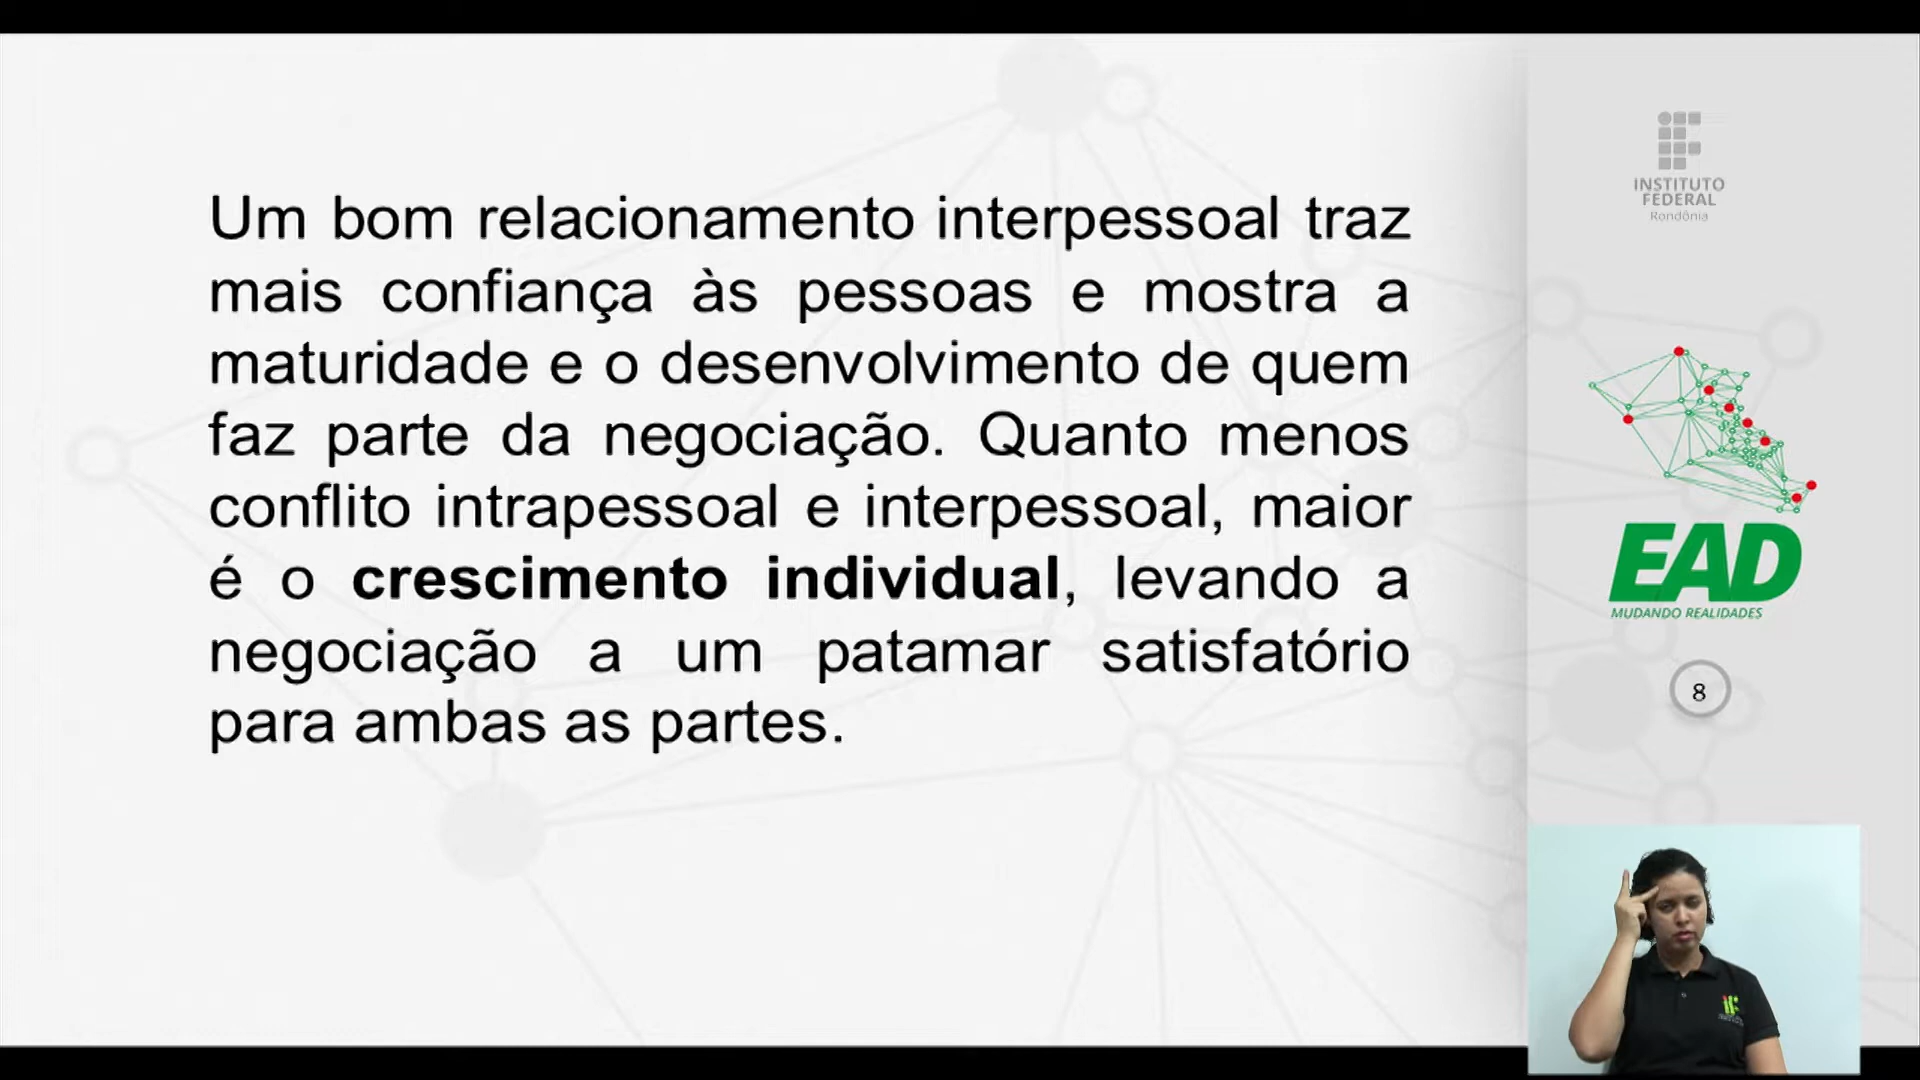 Um bom relacionamento interpessoal traz
mais confiança às pessoas e mostra a
maturidade e o desenvolvimento de quem
faz parte da negociação. Quanto menos
conflito intrapessoal e interpessoal, maior
é o crescimento individual, levando a
negociação a um patamar satisfatório
para ambas as partes.
INSTITUTO
FEDERAL
Rondônia
EAD
MUDANDO REALIDADES
8